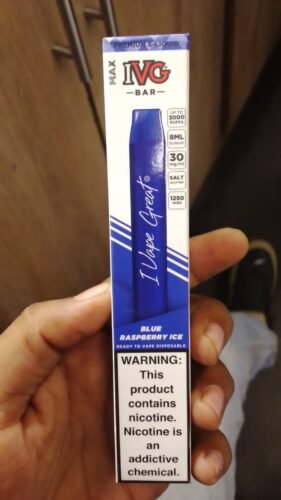 PREMIUM E-LIQUID
MAX
IVG
BAR
UP TO
3000
PUFFS
8ML
30
mg/ml
SALT
1250
I Vape Great®
BLUE
RASPBERRY ICE
READY TO VAPE DISPOSABLE
WARNING:
This
product
contains
nicotine.
Nicotine is
an
addictive
chemical.